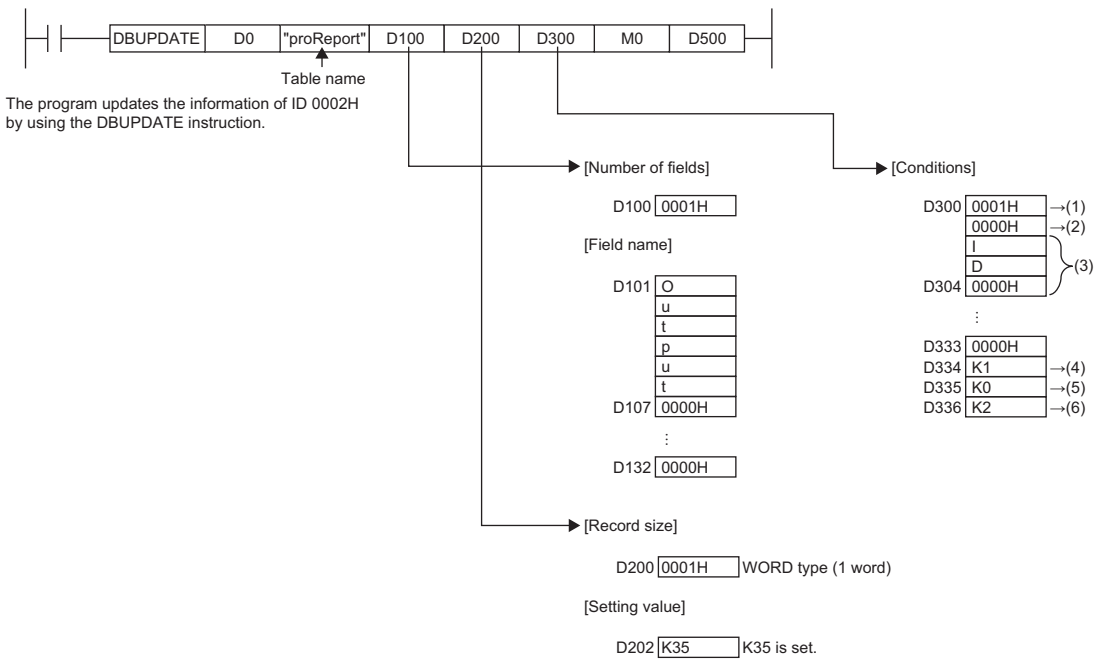 DBUPDATE D0 "proReport" D100 D200 D300 M0 D500
Table name
The program updates the information of ID 0002H
by using the DBUPDATE instruction.
[Number of fields]
D100 0001H
[Field name]
D101 O
u
t
p
u
t
D107 0000H
⋮
D132 0000H
[Record size]
D200 0001H WORD type (1 word)
[Setting value]
D202 K35 K35 is set.
[Conditions]
D300 0001H →(1)
0000H →(2)
I
D (3)
D304 0000H
⋮
D333 0000H
D334 K1 →(4)
D335 K0 →(5)
D336 K2 →(6)